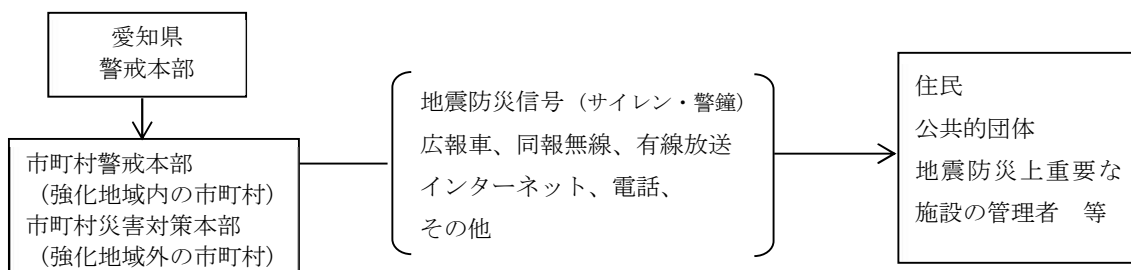 愛知県
警戒本部
市町村警戒本部
（強化地域内の市町村）
市町村災害対策本部
（強化地域外の市町村）
地震防災信号（サイレン・警鐘）
広報車、同報無線、有線放送
インターネット、電話、
その他
住民
公共的団体
地震防災上重要な
施設の管理者　等